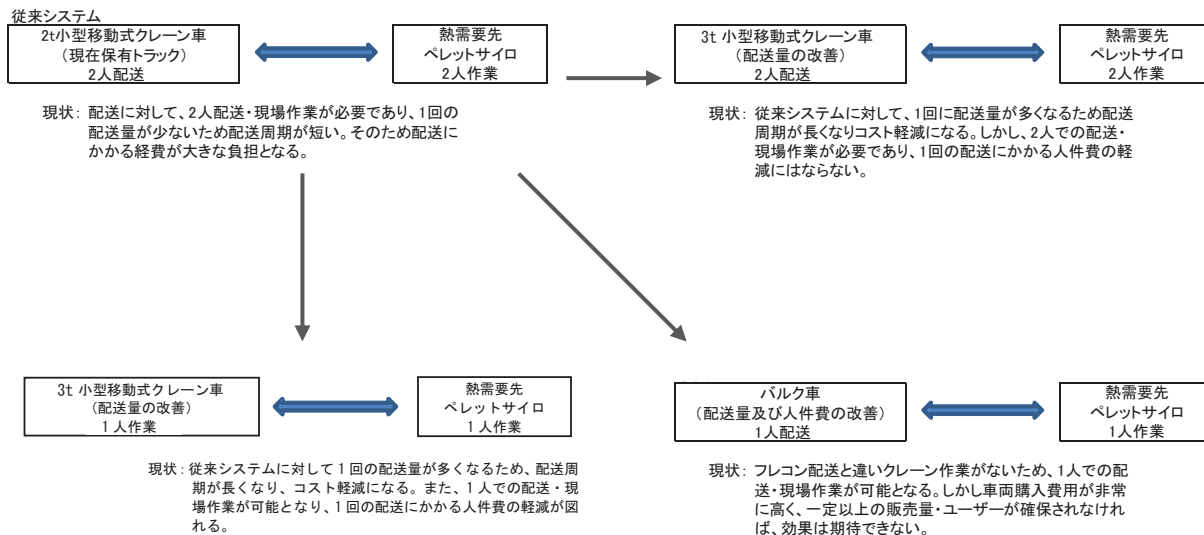 従来システム
2t小型移動式クレーン車
（現在保有トラック）
2人配送
熱需要先
ペレットサイロ
2人作業
現状： 配送に対して、2人配送・現場作業が必要であり、1回の
配送量が少ないため配送周期が短い。そのため配送に
かかる経費が大きな負担となる。
3t 小型移動式クレーン車
（配送量の改善）
2人配送
熱需要先
ペレットサイロ
2人作業
現状： 従来システムに対して、1回に配送量が多くなるため配送
周期が長くなりコスト軽減になる。しかし、2人での配送・
現場作業が必要であり、1回の配送にかかる人件費の軽
減にはならない。
3t 小型移動式クレーン車
（配送量の改善）
1人作業
熱需要先
ペレットサイロ
1人作業
現状：従来システムに対して1回の配送量が多くなるため、配送周
期が長くなり、コスト軽減になる。また、1人での配送・現
場作業が可能となり、1回の配送にかかる人件費の軽減が図
れる。
バルク車
（配送量及び人件費の改善）
1人配送
熱需要先
ペレットサイロ
1人作業
現状： フレコン配送と違いクレーン作業がないため、1人での配
送・現場作業が可能となる。しかし車両購入費用が非常
に高く、一定以上の販売量・ユーザーが確保されなけれ
ば、効果は期待できない。